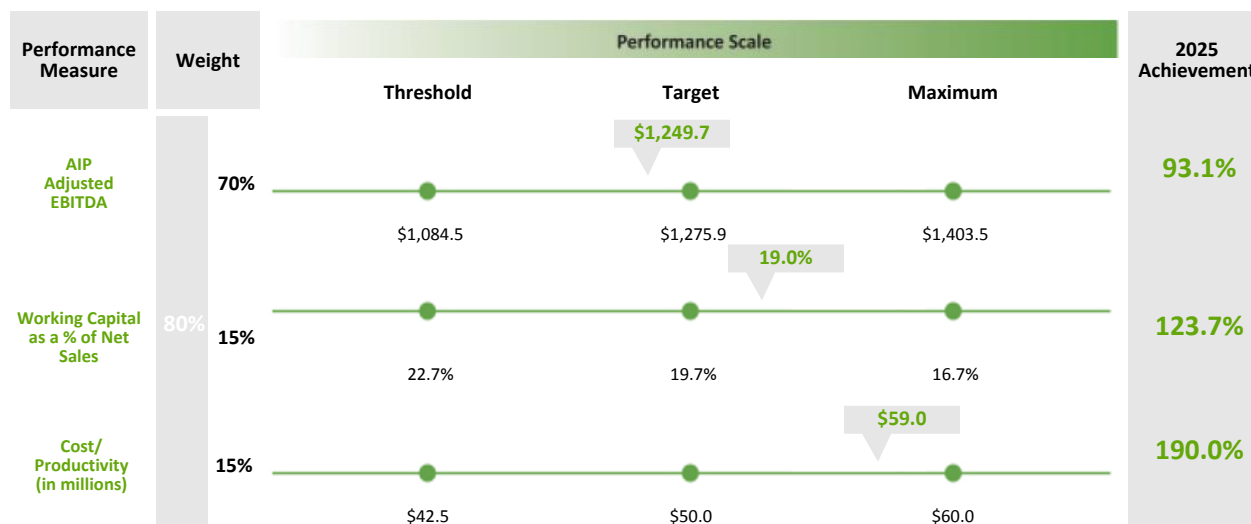 Performance
Measure
Weight
Performance Scale
2025
Achievement
Threshold
Target
Maximum
$1,249.7
AIP
Adjusted
EBITDA
70%
93.1%
$1,084.5
$1,275.9
$1,403.5
19.0%
Working Capital
as a % of Net
Sales
80%
15%
123.7%
22.7%
19.7%
16.7%
$59.0
Cost/
Productivity
(in millions)
15%
190.0%
$42.5
$50.0
$60.0